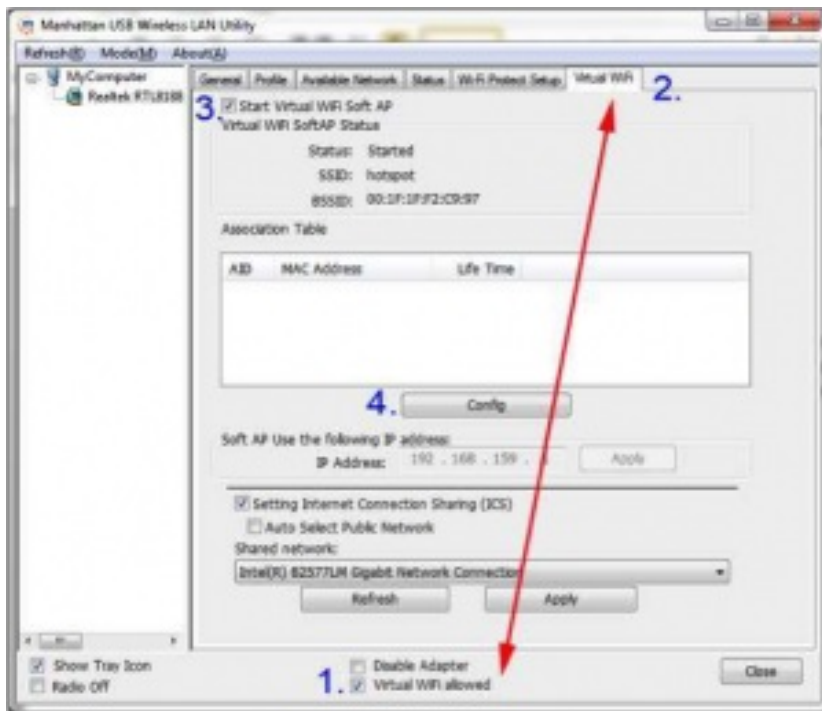 Manhattan USB Wireless LAN Utility
Refresh(R) Mode(M) About(A)
MyComputer
Realtek RTL8188
General Profile Available Network Status Wi-Fi Protect Setup Virtual WiFi
2.
3.
Start Virtual WiFi Soft AP
Virtual WiFi SoftAP Status
Status: Started
SSID: hotspot
BSSID: 00:1F:1F:F2:C9:97
Association Table
AID MAC Address Life Time
4. Config
Soft AP Use the following IP address:
IP Address: 192 . 168 . 159 .
Apply
Setting Internet Connection Sharing (ICS)
Auto Select Public Network
Shared network:
Intel(R) 82577LM Gigabit Network Connection
Refresh Apply
Show Tray Icon
Radio Off
Disable Adapter
1. Virtual WiFi allowed
Close